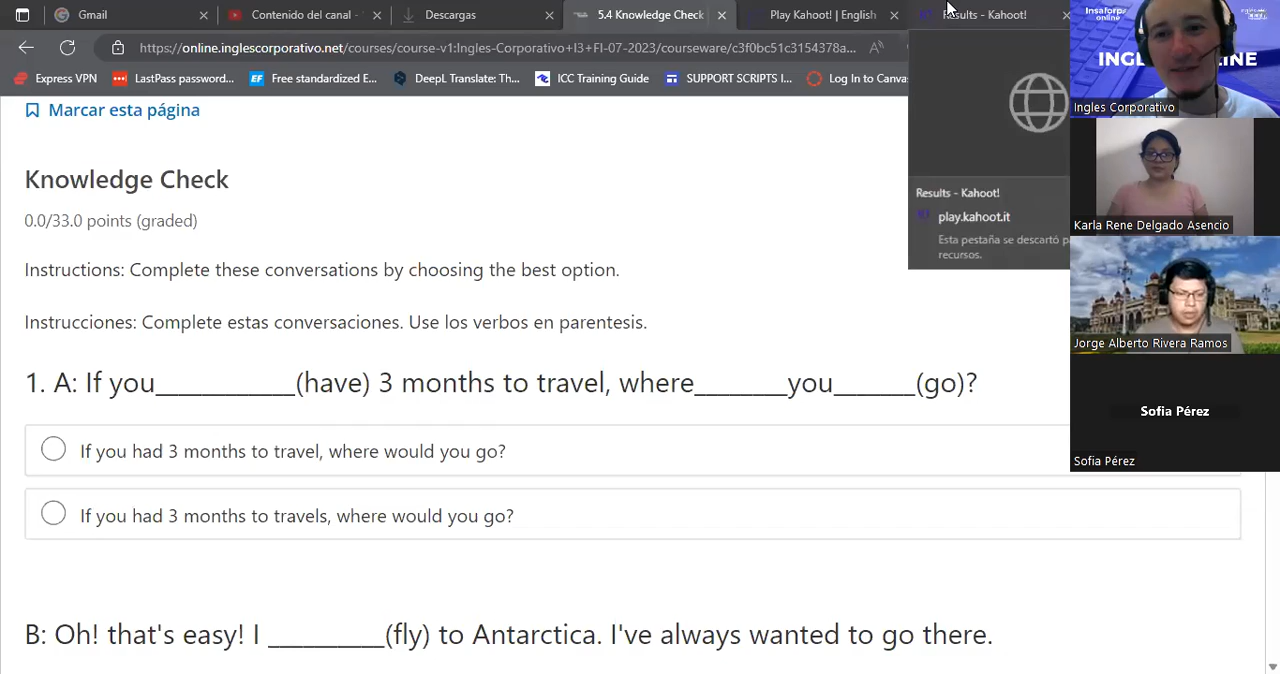 Gmail
Contenido del canal -
Descargas
5.4 Knowledge Check
Play Kahoot! | English
Results - Kahoot!
https://online.inglescorporativo.net/courses/course-v1:Ingles-Corporativo+I3+FI-07-2023/courseware/c3f0bc51c3154378a...
Express VPN
LastPass password...
Free standardized E...
DeepL Translate: Th...
ICC Training Guide
SUPPORT SCRIPTS I...
Log In to Canva
Marcar esta página
Knowledge Check
0.0/33.0 points (graded)
Instructions: Complete these conversations by choosing the best option.
Instrucciones: Complete estas conversaciones. Use los verbos en parentesis.
1. A: If you____________(have) 3 months to travel, where________you_______(go)?
If you had 3 months to travel, where would you go?
If you had 3 months to travels, where would you go?
B: Oh! that's easy! I __________(fly) to Antarctica. I've always wanted to go there.
Results - Kahoot!
play.kahoot.it
Esta pestaña se descartó
recursos.
Insaforp
online
Ingles Corporativo
Karla Rene Delgado Asencio
Jorge Alberto Rivera Ramos
Sofia Pérez
Sofia Pérez